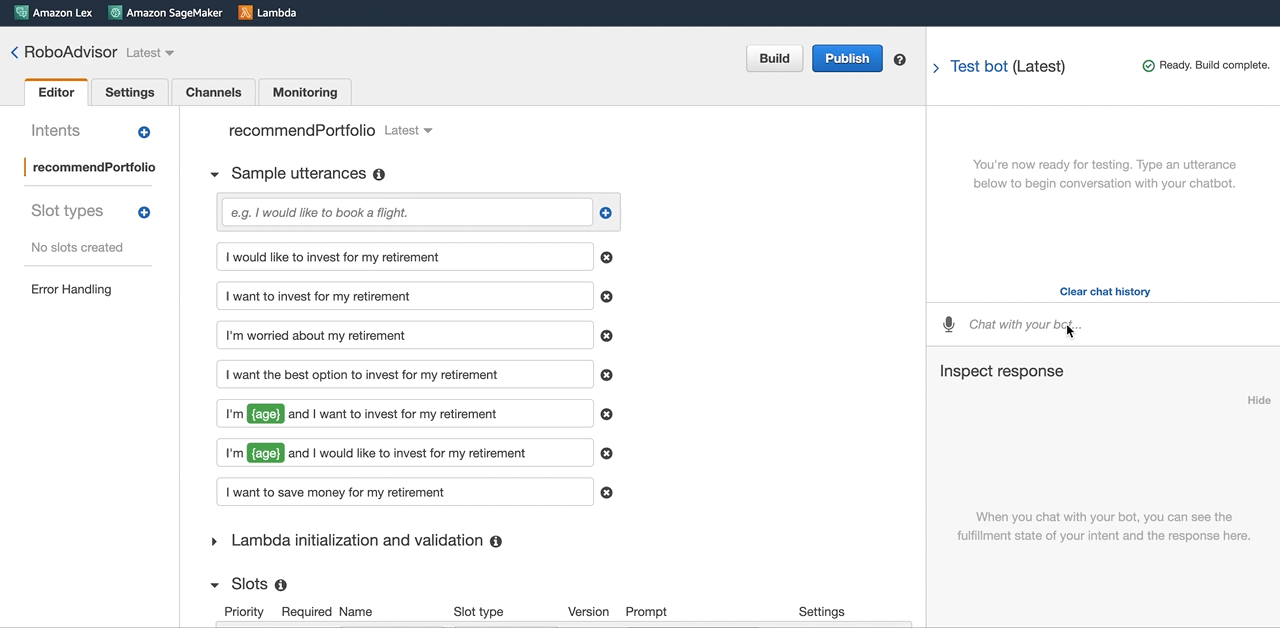 Amazon Lex Amazon SageMaker Lambda
RoboAdvisor Latest
Build Publish ?
Editor Settings Channels Monitoring
Intents
recommendPortfolio
Slot types
No slots created
Error Handling
recommendPortfolio Latest
Sample utterances
e.g. I would like to book a flight.
I would like to invest for my retirement
I want to invest for my retirement
I'm worried about my retirement
I want the best option to invest for my retirement
I'm {age} and I want to invest for my retirement
I'm {age} and I would like to invest for my retirement
I want to save money for my retirement
Lambda initialization and validation
Slots
Priority Required Name Slot type Version Prompt Settings
Test bot (Latest) Ready. Build complete.
You're now ready for testing. Type an utterance
below to begin conversation with your chatbot.
Clear chat history
Chat with your bot...
Inspect response
Hide
When you chat with your bot, you can see the
fulfillment state of your intent and the response here.